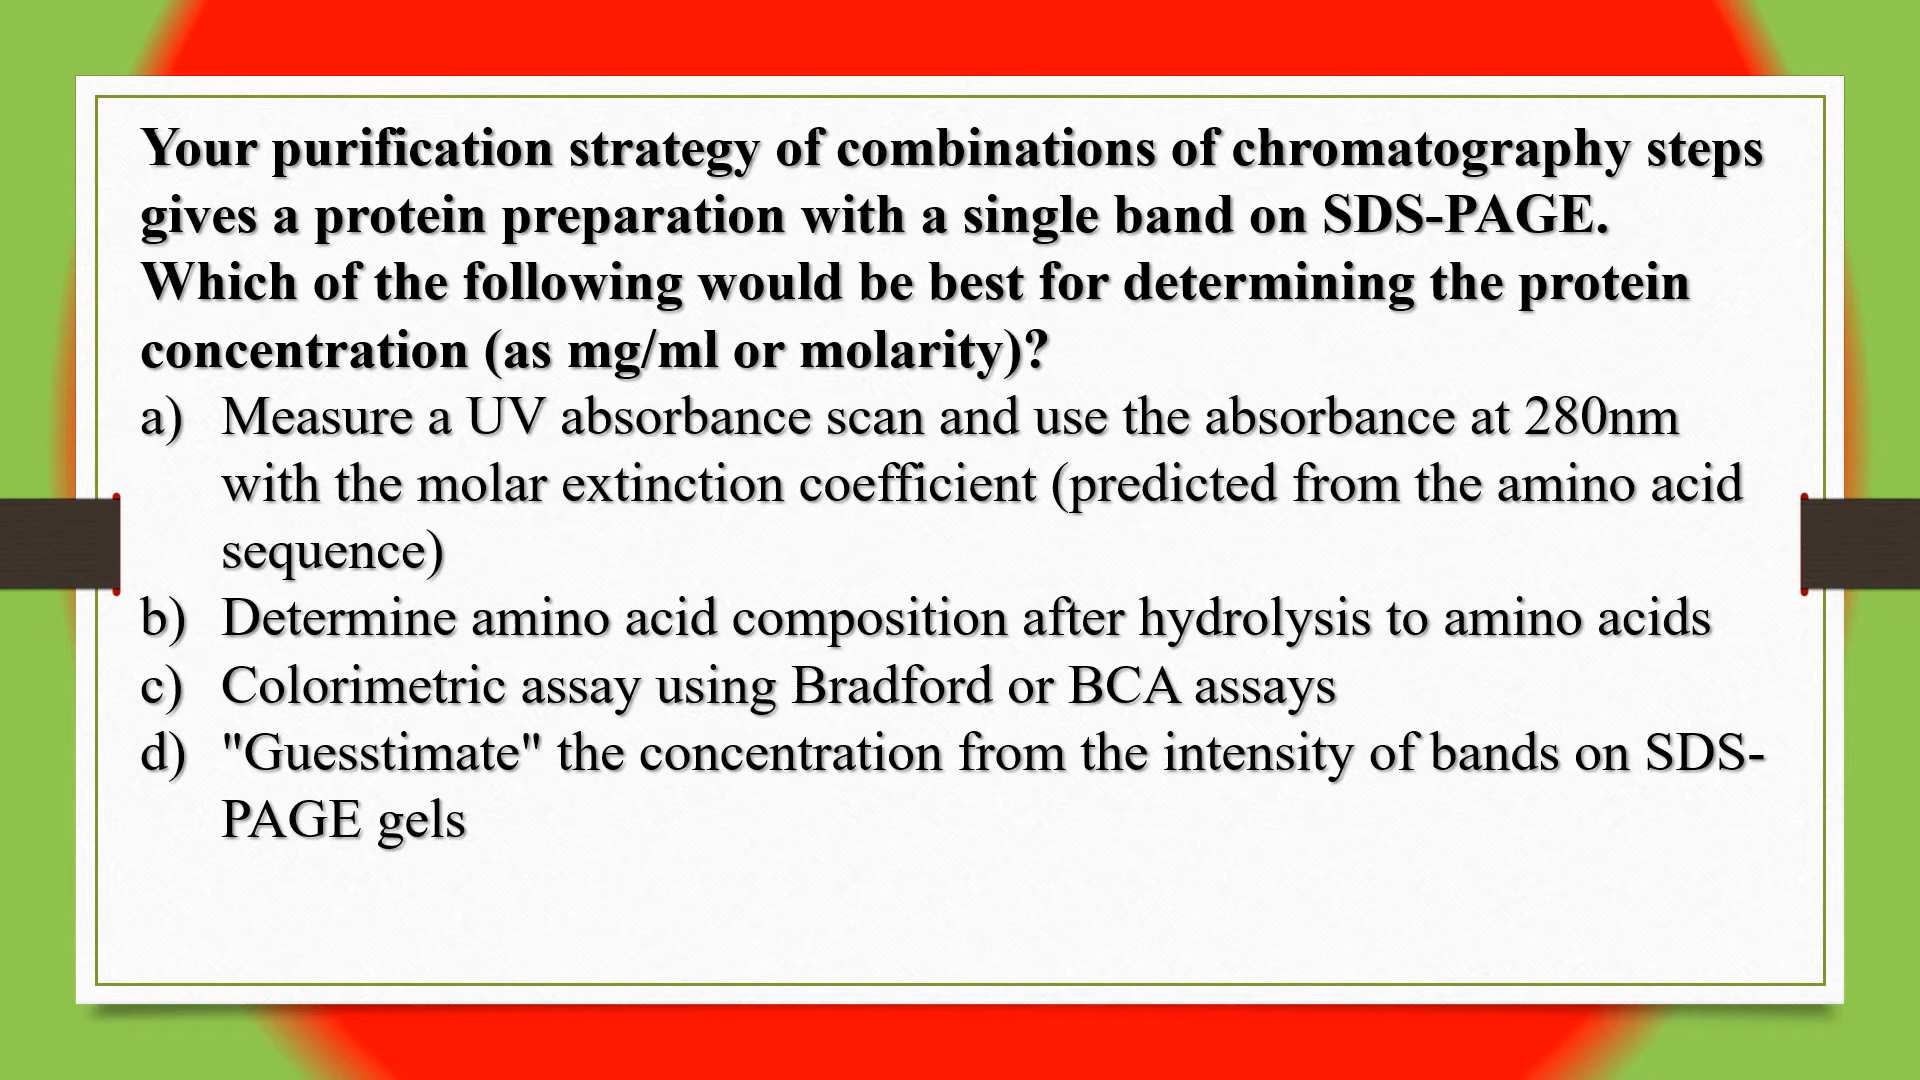 Your purification strategy of combinations of chromatography steps
gives a protein preparation with a single band on SDS-PAGE.
Which of the following would be best for determining the protein
concentration (as mg/ml or molarity)?
a) Measure a UV absorbance scan and use the absorbance at 280nm
with the molar extinction coefficient (predicted from the amino acid
sequence)
b) Determine amino acid composition after hydrolysis to amino acids
c) Colorimetric assay using Bradford or BCA assays
d) "Guesstimate" the concentration from the intensity of bands on SDS-
PAGE gels